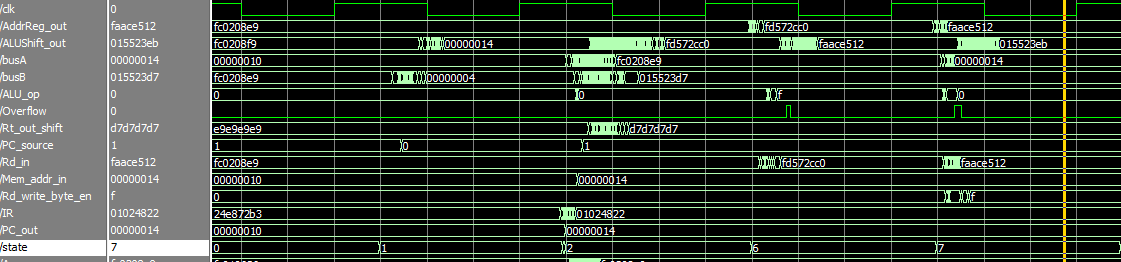 /clk 0
/AddrReg_out faace512 fc0208e9 fd572cc0 faace512
/ALUShift_out 015523eb fc0208f9 00000014 fd572cc0 faace512 015523eb
/busA 00000014 00000010 fc0208e9 00000014
/busB 015523d7 fc0208e9 00000004 015523d7
/ALU_op 0 0 0 f 0
/Overflow 0
/Rt_out_shift d7d7d7d7 e9e9e9e9 d7d7d7d7
/PC_source 1 1 0 1
/Rd_in faace512 fc0208e9 fd572cc0 faace512
/Mem_addr_in 00000014 00000010 00000014
/Rd_write_byte_en f 0 f
/IR 01024822 24e872b3 01024822
/PC_out 00000014 00000010 00000014
/state 7 0 1 2 6 7